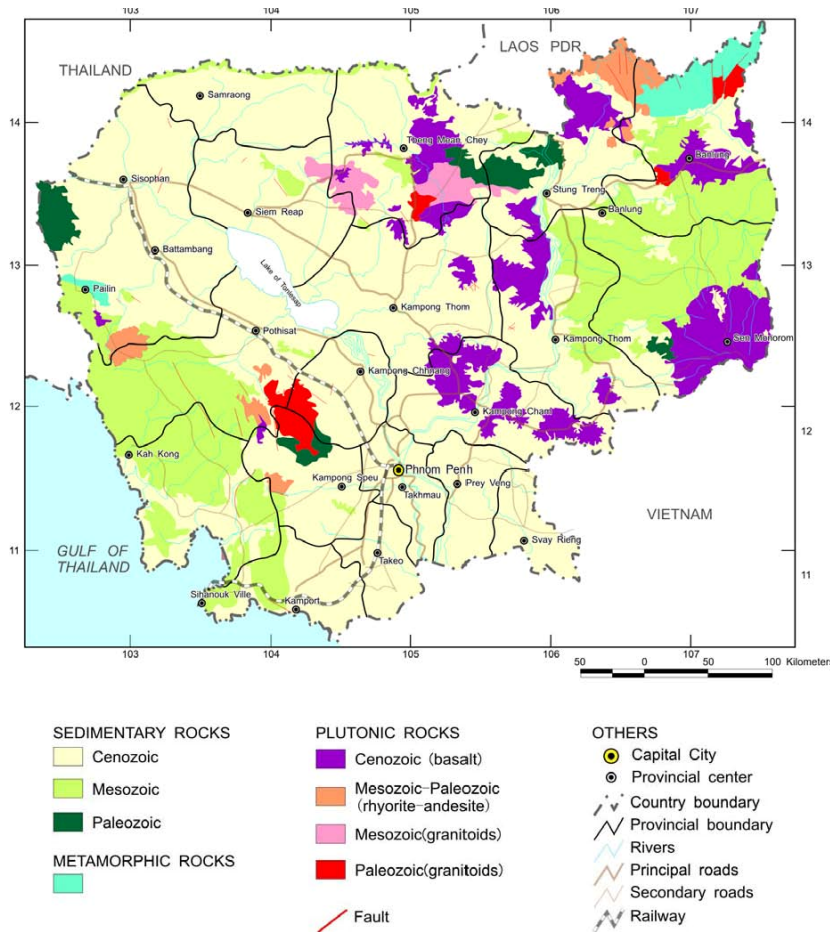 103
104
105
106
107
LAOS PDR
THAILAND
Samraong
14
14
Tbeng Mean Chey
Banlung
Sisophan
Stung Treng
Siem Reap
Banlung
13
13
Battambang
Lake of Tonlesap
Pailin
Kampong Thom
Pothisat
Kampong Thom
Sen Monorom
Kampong Chhnang
12
12
Kampong Cham
Kah Kong
Phnom Penh
Kampong Speu
Takhmau
Prey Veng
VIETNAM
GULF OF
THAILAND
11
11
Svay Rieng
Takeo
Sihanouk Ville
Kamport
103
104
105
106
107
50 0 50 100 Kilometers
SEDIMENTARY ROCKS
Cenozoic
Mesozoic
Paleozoic
METAMORPHIC ROCKS
PLUTONIC ROCKS
Cenozoic (basalt)
Mesozoic-Paleozoic
(rhyorite-andesite)
Mesozoic(granitoids)
Paleozoic(granitoids)
Fault
OTHERS
Capital City
Provincial center
Country boundary
Provincial boundary
Rivers
Principal roads
Secondary roads
Railway